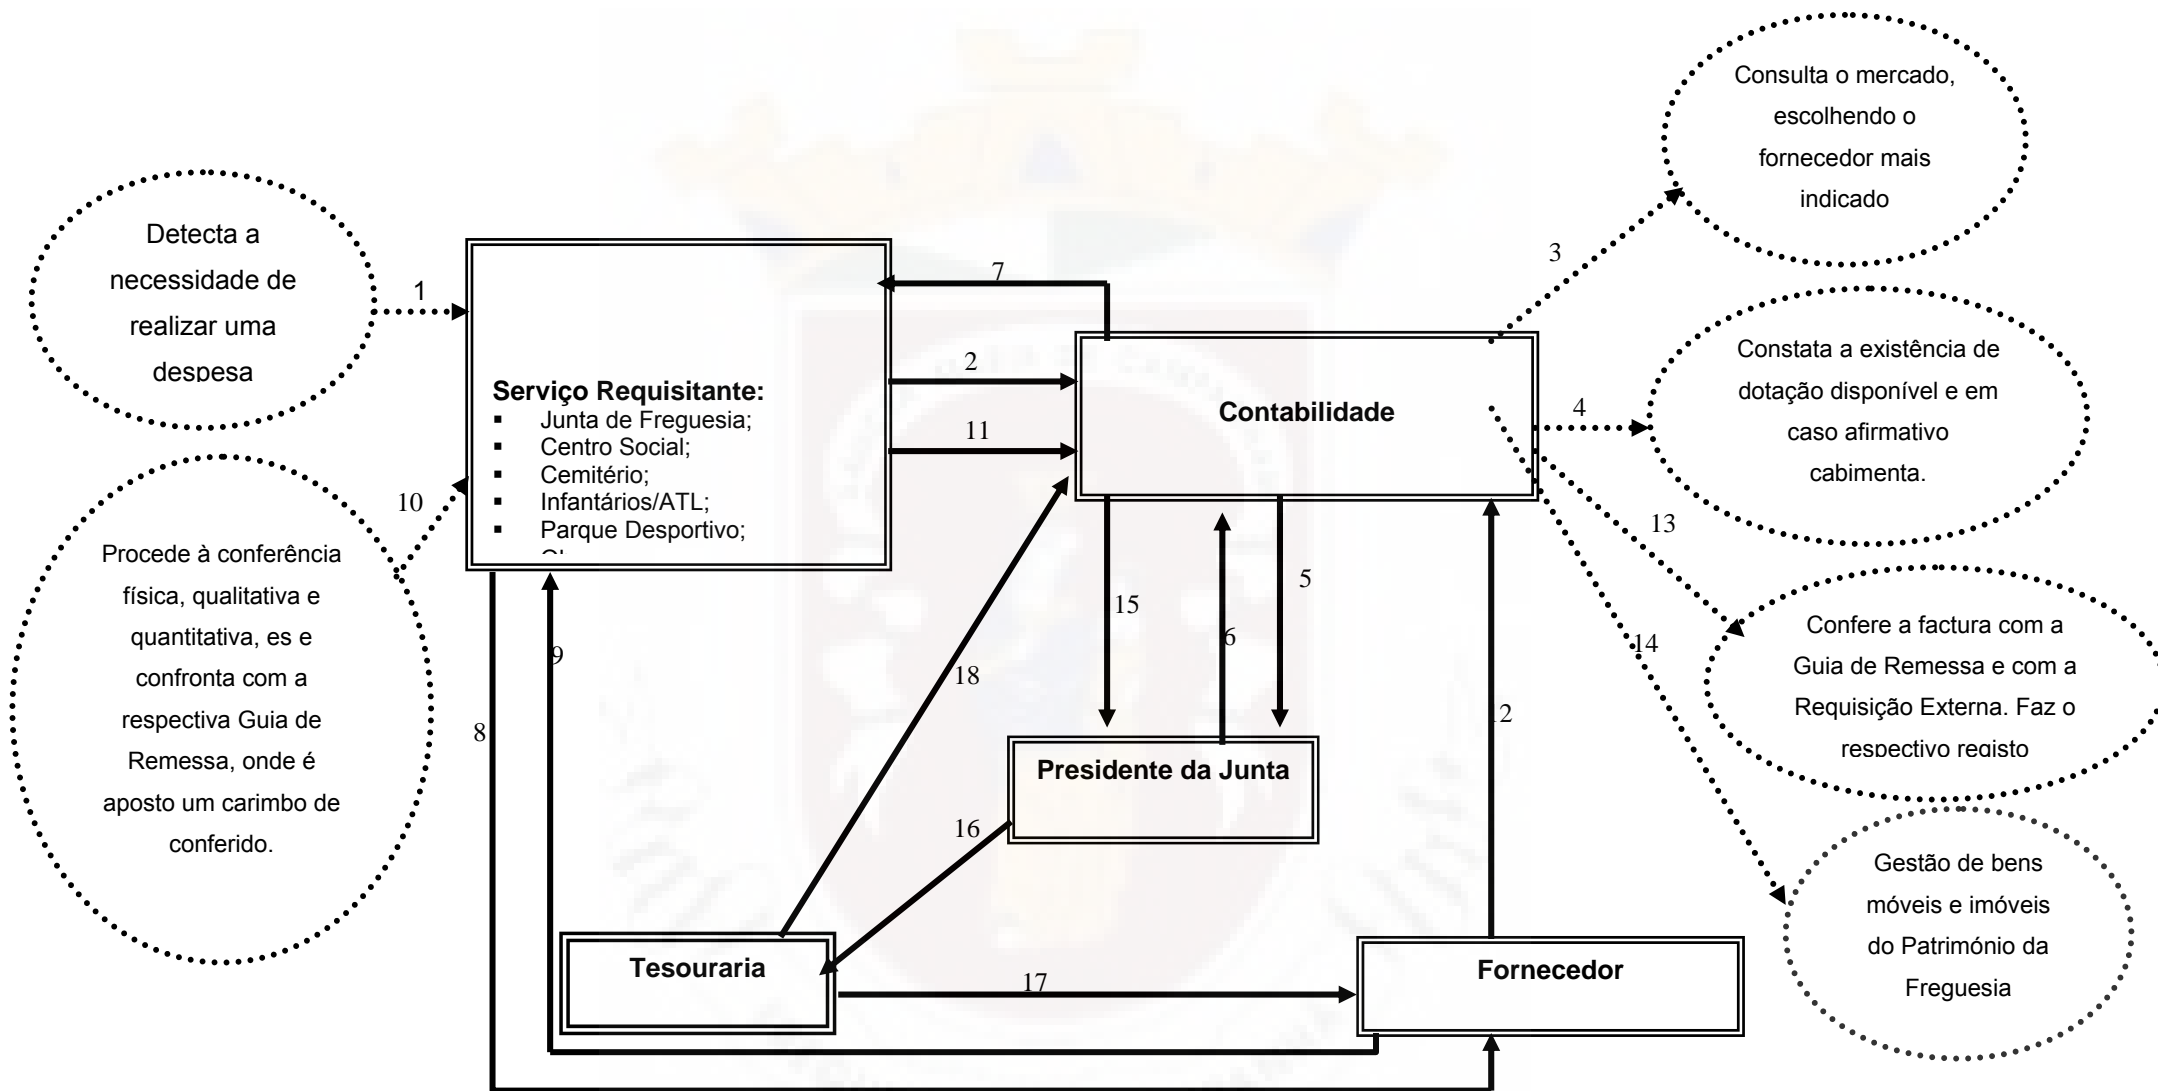 Consulta o mercado,
escolhendo o
fornecedor mais
indicado
Detecta a
necessidade de
realizar uma
despesa
1
7
3
2
11
Serviço Requisitante:
▪ Junta de Freguesia;
▪ Centro Social;
▪ Cemitério;
▪ Infantários/ATL;
▪ Parque Desportivo;
Contabilidade
4
Constata a existência de
dotação disponível e em
caso afirmativo
cabimenta.
10
Procede à conferência
física, qualitativa e
quantitativa, es e
confronta com a
respectiva Guia de
Remessa, onde é
aposto um carimbo de
conferido.
13
14
15
6
5
9
18
8
12
Confere a factura com a
Guia de Remessa e com a
Requisição Externa. Faz o
respectivo registo
Presidente da Junta
16
Tesouraria
17
Fornecedor
Gestão de bens
móveis e imóveis
do Património da
Freguesia